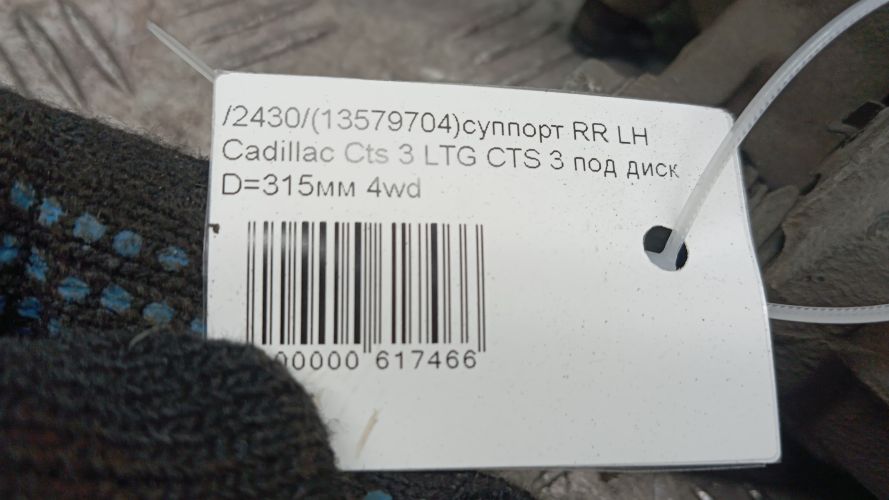 /2430/(13579704)суппорт RR LH
Cadillac Cts 3 LTG CTS 3 под диск
D=315мм 4wd
00000 617466